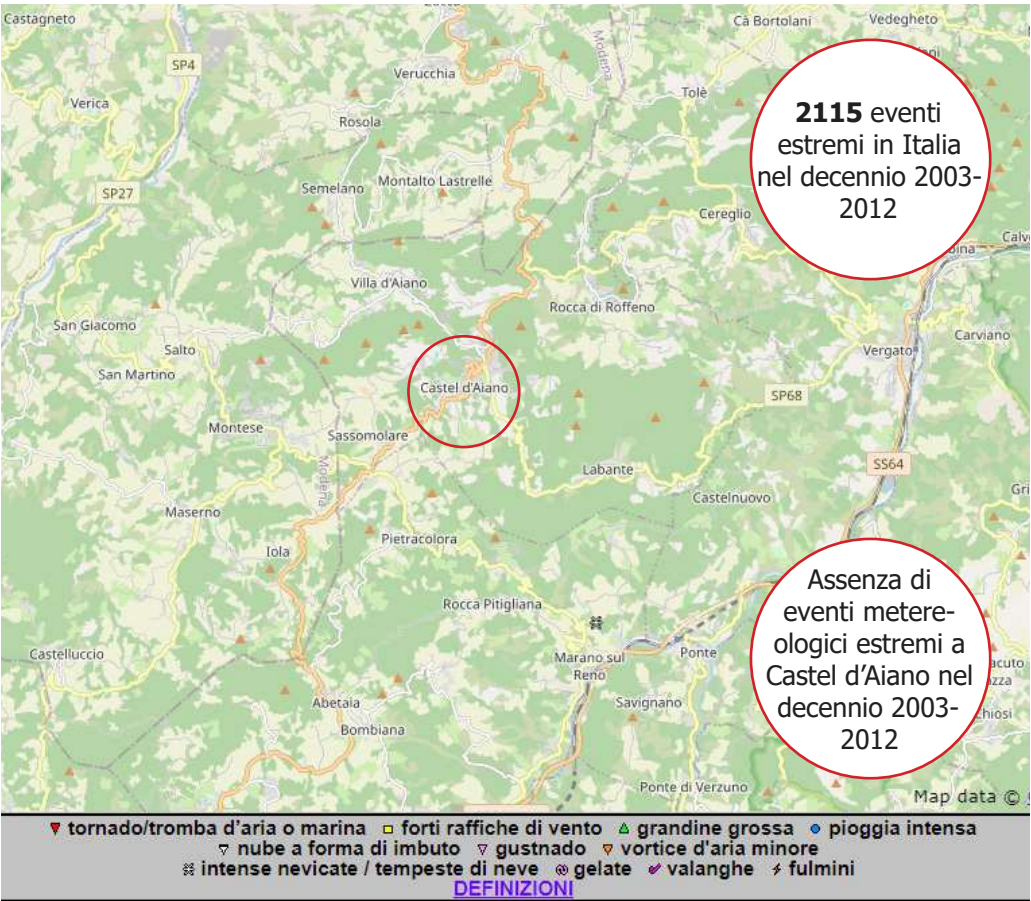 Castagneto
Zocca
Cà Bortolani
Vedegheto
SP4
Verucchia
Modena
Tolè
Verica
Rosola
2115 eventi
estremi in Italia
nel decennio 2003-
2012
SP27
Semelano
Montalto Lastrelle
Cereglio
Villa d'Aiano
Rocca di Roffeno
San Giacomo
Salto
San Martino
Carviano
Vergato
Castel d'Aiano
SP68
Montese
Sassomolare
Modena
Labante
SS64
Castelnuovo
Maserno
Pietracolora
Iola
Rocca Pitigliana
Castelluccio
Marano sul
Reno
Ponte
Assenza di
eventi metere-
ologici estremi a
Castel d'Aiano nel
decennio 2003-
2012
Abetaia
Savignano
Bombiana
Ponte di Verzuno
Map data ©
tornado/tromba d'aria o marina forti raffiche di vento grandine grossa pioggia intensa
nube a forma di imbuto gustnado vortice d'aria minore
intense nevicate / tempeste di neve gelate valanghe fulmini
DEFINIZIONI